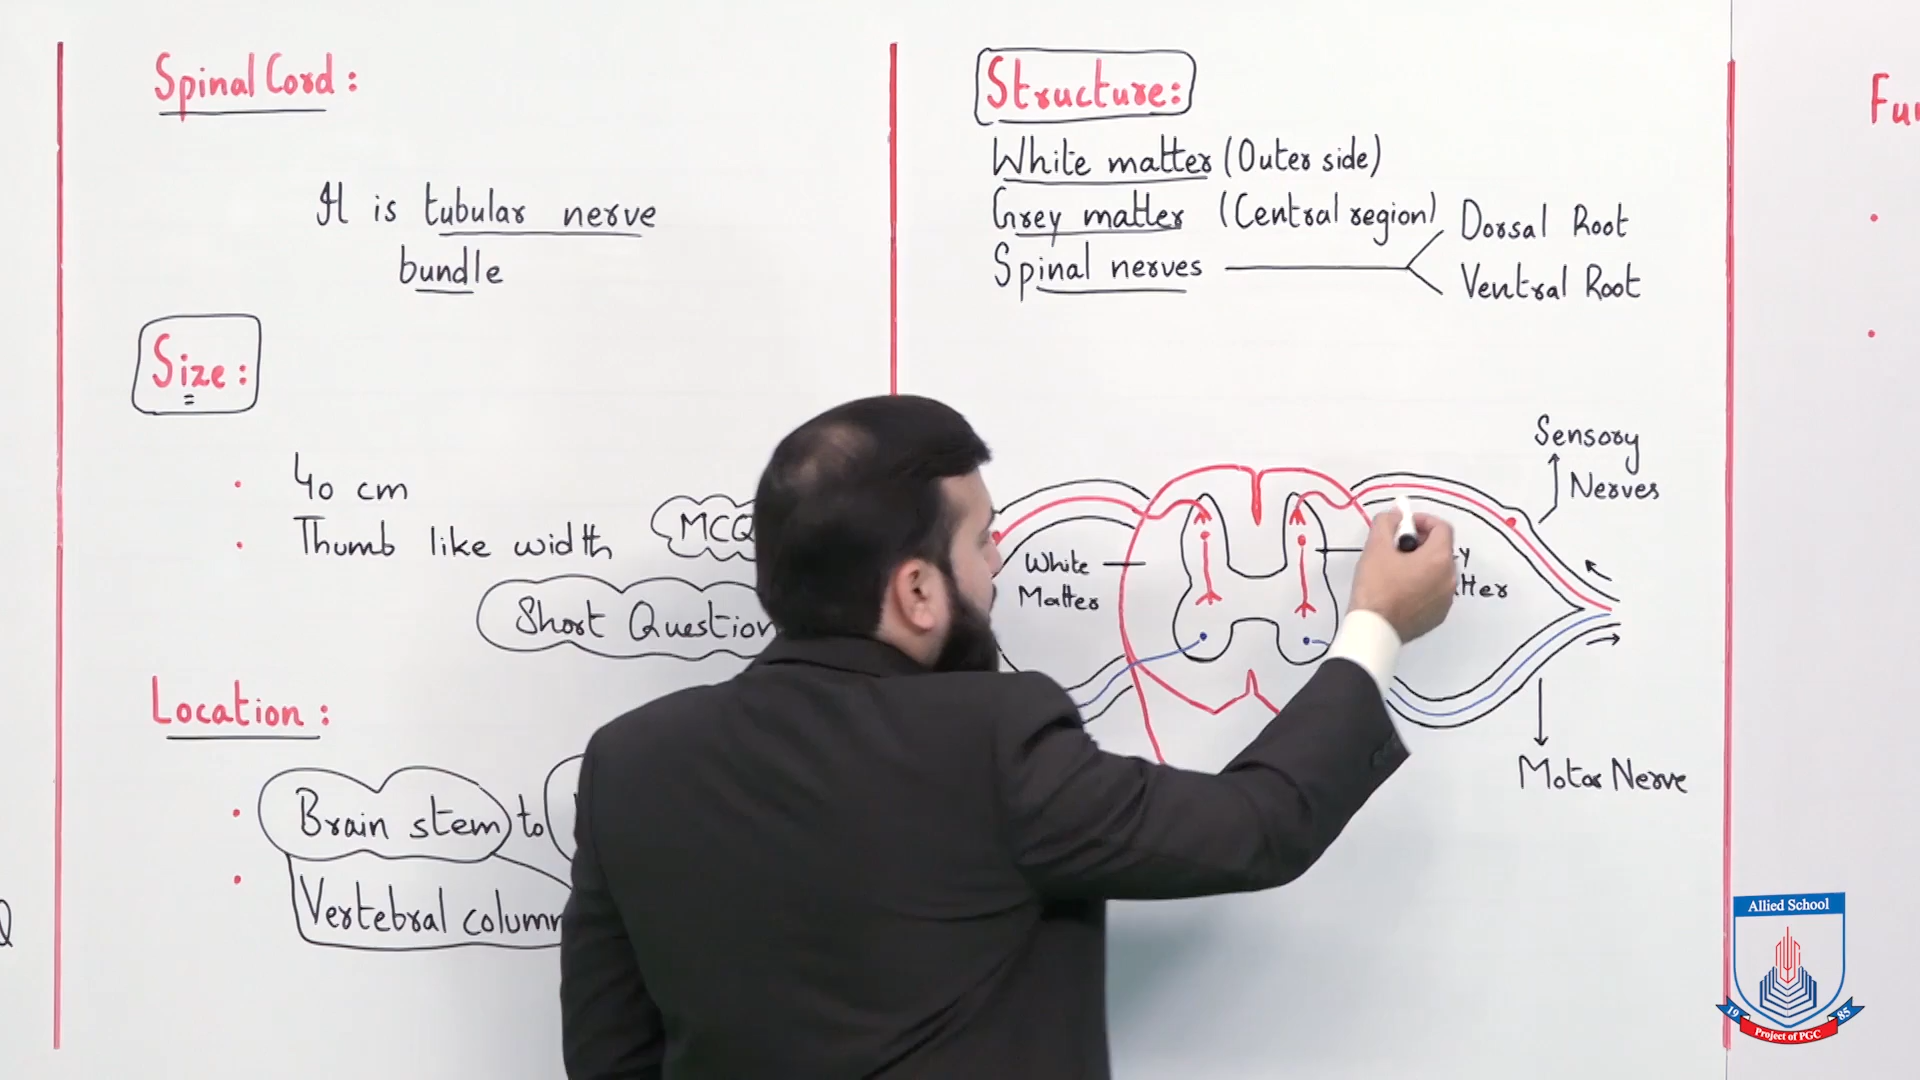 Spinal Cord :
It is tubular nerve
bundle
Size :
40 cm
Thumb like width
MCQ
Short Question
Location :
Brain stem to
Vertebral column
Structure:
White matter (Outer side)
Grey matter (Central region)
Spinal nerves
Dorsal Root
Ventral Root
Sensory
Nerves
White
Matter
Motor Nerve
Allied School
19 85
Project of PGC